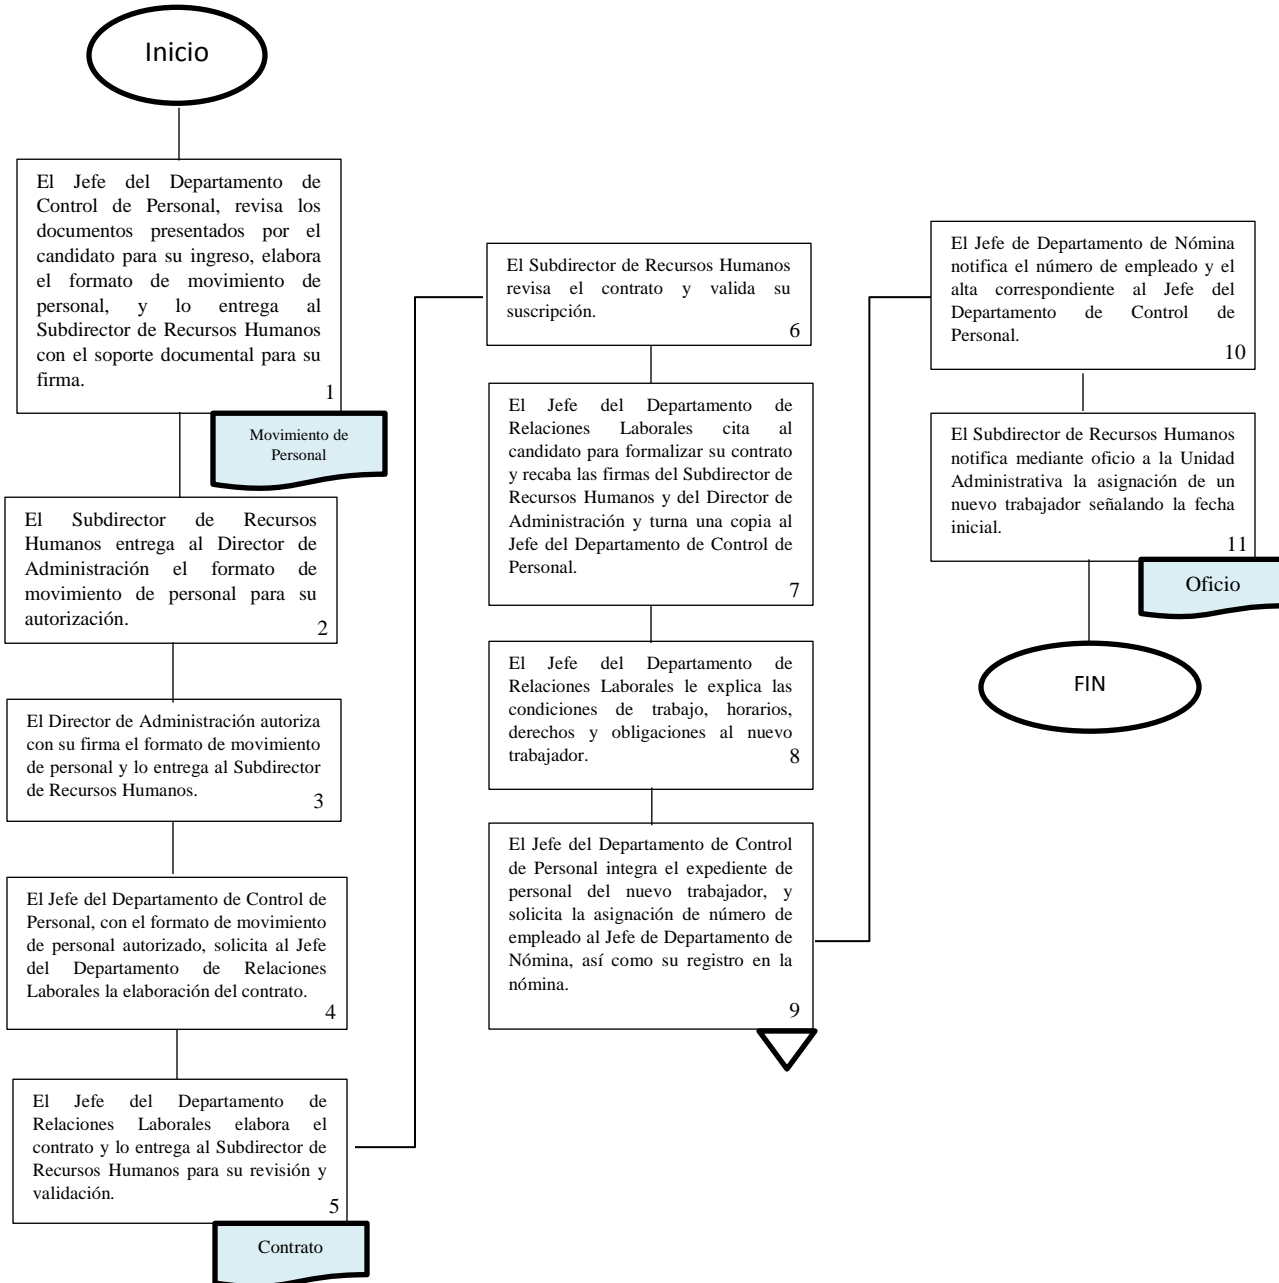 Inicio
El Jefe del Departamento de
Control de Personal, revisa los
documentos presentados por el
candidato para su ingreso, elabora
el formato de movimiento de
personal, y lo entrega al
Subdirector de Recursos Humanos
con el soporte documental para su
firma.
1
Movimiento de
Personal
El Subdirector de Recursos
Humanos entrega al Director de
Administración el formato de
movimiento de personal para su
autorización.
2
El Director de Administración autoriza
con su firma el formato de movimiento
de personal y lo entrega al Subdirector
de Recursos Humanos.
3
El Jefe del Departamento de Control de
Personal, con el formato de movimiento
de personal autorizado, solicita al Jefe
del Departamento de Relaciones
Laborales la elaboración del contrato.
4
El Jefe del Departamento de
Relaciones Laborales elabora el
contrato y lo entrega al Subdirector de
Recursos Humanos para su revisión y
validación.
5
Contrato
El Subdirector de Recursos Humanos
revisa el contrato y valida su
suscripción.
6
El Jefe del Departamento de
Relaciones Laborales cita al
candidato para formalizar su contrato
y recaba las firmas del Subdirector de
Recursos Humanos y del Director de
Administración y turna una copia al
Jefe del Departamento de Control de
Personal.
7
El Jefe del Departamento de
Relaciones Laborales le explica las
condiciones de trabajo, horarios,
derechos y obligaciones al nuevo
trabajador.
8
El Jefe del Departamento de Control
de Personal integra el expediente de
personal del nuevo trabajador, y
solicita la asignación de número de
empleado al Jefe de Departamento de
Nómina, así como su registro en la
nómina.
9
El Jefe de Departamento de Nómina
notifica el número de empleado y el
alta correspondiente al Jefe del
Departamento de Control de
Personal.
10
El Subdirector de Recursos Humanos
notifica mediante oficio a la Unidad
Administrativa la asignación de un
nuevo trabajador señalando la fecha
inicial.
11
Oficio
FIN